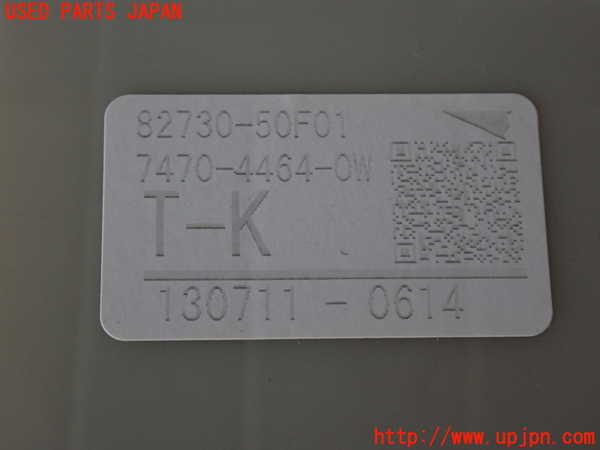 USED PARTS JAPAN
82730-50F01
7470-4464-0W
T-K
130711 - 0614
http://www.upjpn.com